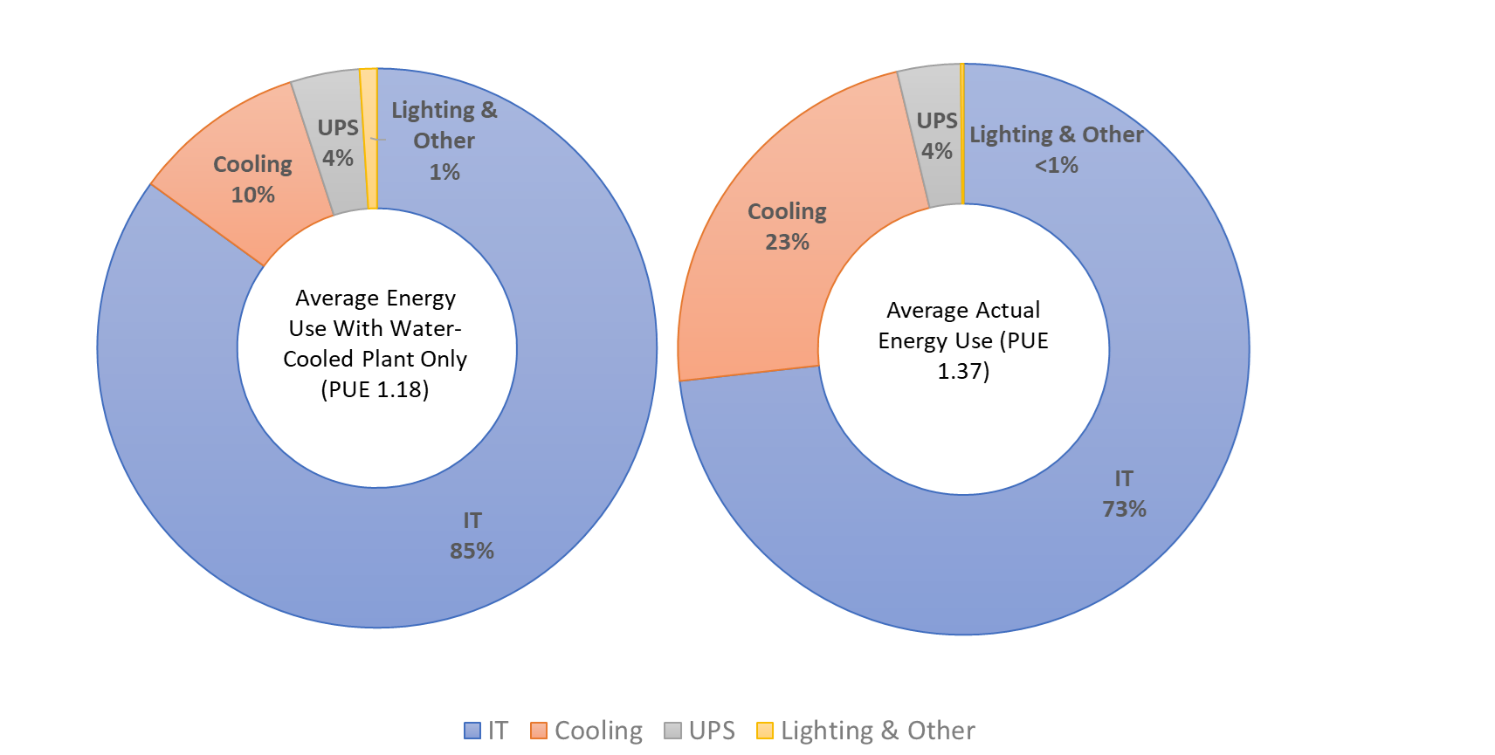 Lighting &
Other
1%
UPS
4%
Cooling
10%
Average Energy
Use With Water-
Cooled Plant Only
(PUE 1.18)
IT
85%
Lighting & Other
<1%
UPS
4%
Cooling
23%
Average Actual
Energy Use (PUE
1.37)
IT
73%
IT
Cooling
UPS
Lighting & Other